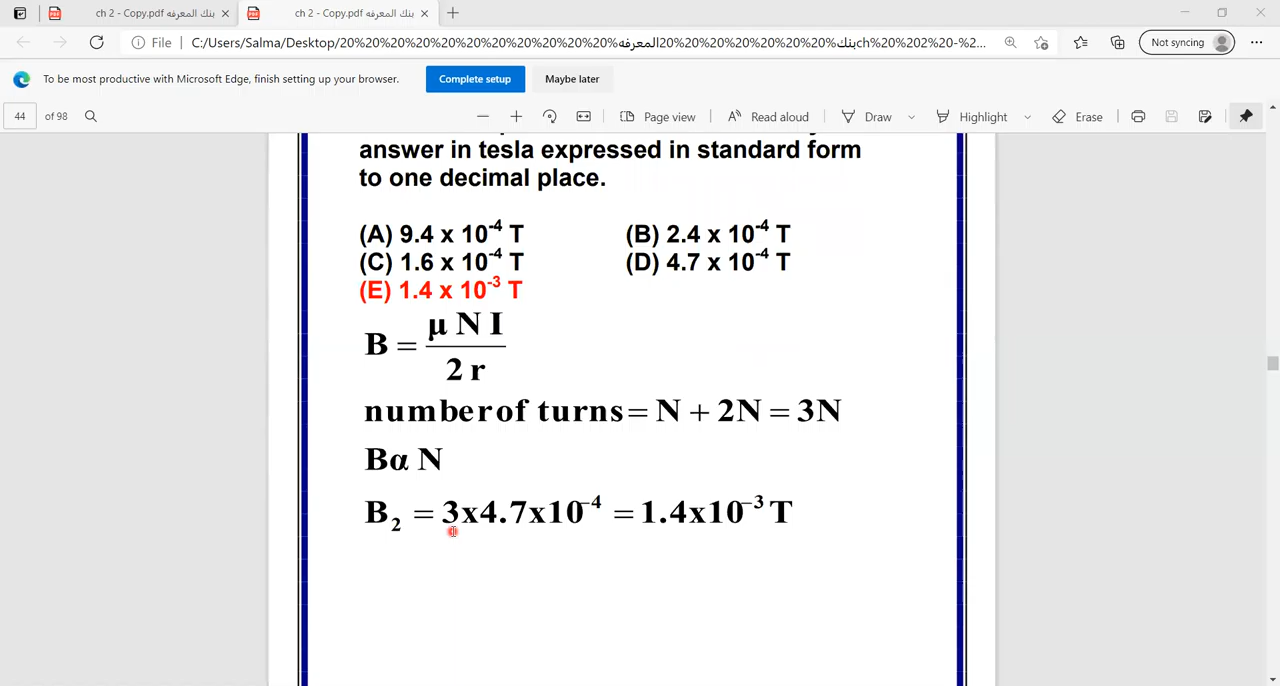 ch 2 - Copy.pdf بنك المعرفه
ch 2 - Copy.pdf بنك المعرفه
File C:/Users/Salma/Desktop/20%20%20%20%20%20%20%20%20%20%20%20المعرفه%20%20%20%20%20بنكch%20%202%20-%2... Not syncing
To be most productive with Microsoft Edge, finish setting up your browser. Complete setup Maybe later
44 of 98 Page view Read aloud Draw Highlight Erase
answer in tesla expressed in standard form
to one decimal place.
(A) 9.4 x 10⁻⁴ T (B) 2.4 x 10⁻⁴ T
(C) 1.6 x 10⁻⁴ T (D) 4.7 x 10⁻⁴ T
(E) 1.4 x 10⁻³ T
B = μ N I / 2 r
number of turns = N + 2N = 3N
Bα N
B₂ = 3x4.7x10⁻⁴ = 1.4x10⁻³ T